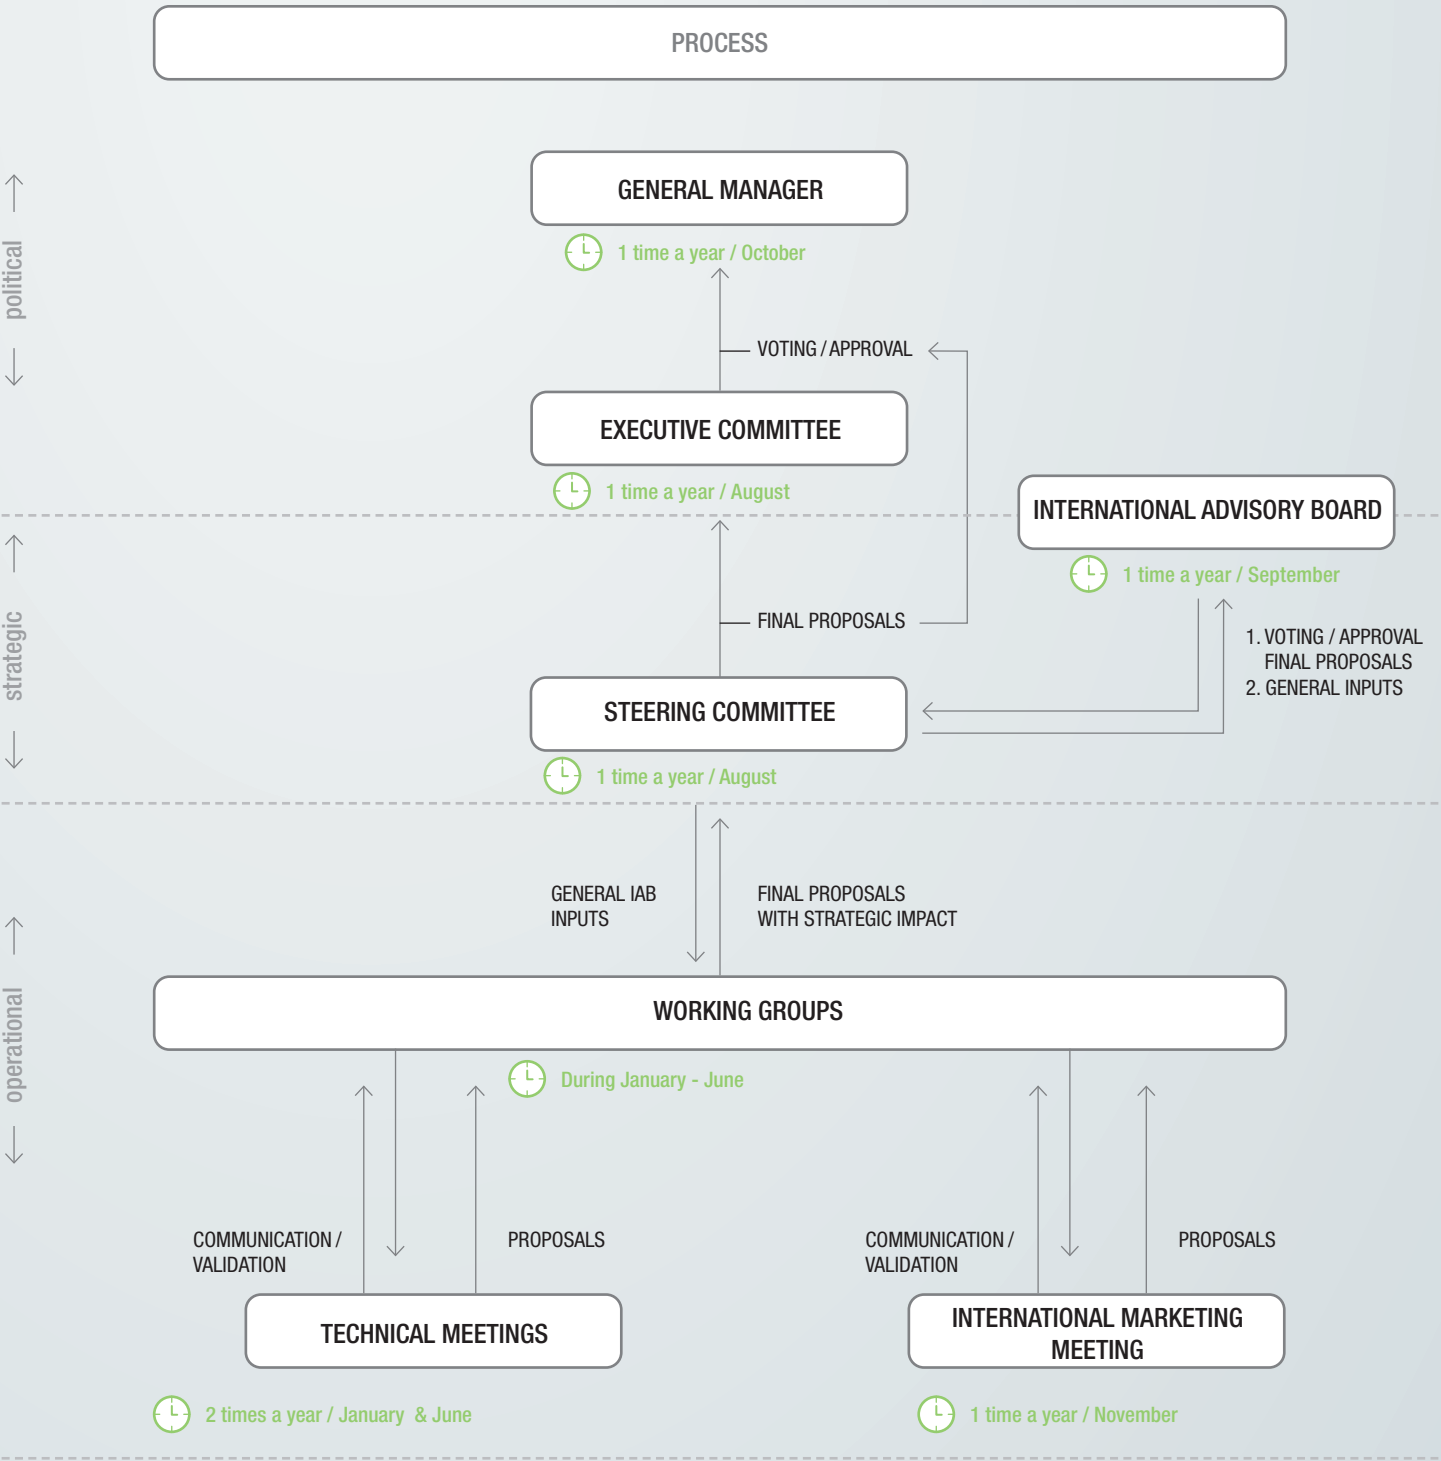 PROCESS
GENERAL MANAGER
1 time a year / October
political
VOTING / APPROVAL
EXECUTIVE COMMITTEE
1 time a year / August
INTERNATIONAL ADVISORY BOARD
1 time a year / September
strategic
FINAL PROPOSALS
1. VOTING / APPROVAL
FINAL PROPOSALS
2. GENERAL INPUTS
STEERING COMMITTEE
1 time a year / August
GENERAL IAB
INPUTS
FINAL PROPOSALS
WITH STRATEGIC IMPACT
operational
WORKING GROUPS
During January - June
COMMUNICATION /
VALIDATION
PROPOSALS
COMMUNICATION /
VALIDATION
PROPOSALS
TECHNICAL MEETINGS
INTERNATIONAL MARKETING
MEETING
2 times a year / January & June
1 time a year / November